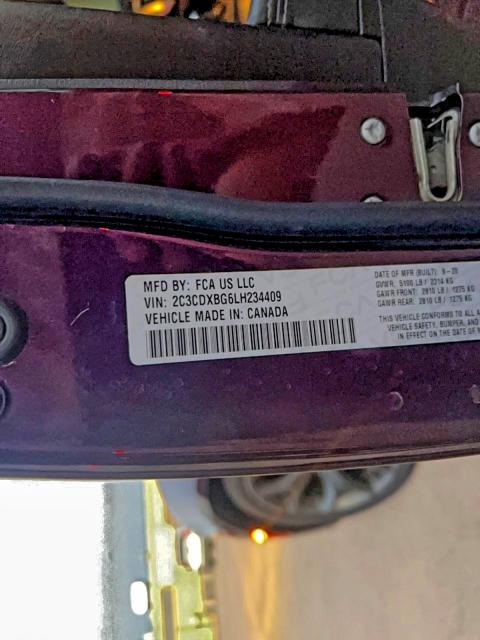 MFD BY: FCA US LLC
VIN: 2C3CDXBG6LH234409
VEHICLE MADE IN: CANADA
DATE OF MFR (BUILT): 9-20
GVWR: 5100 LB / 2314 KG
GAWR FRONT: 2810 LB / 1275 KG
GAWR REAR: 2810 LB / 1275 KG
THIS VEHICLE CONFORMS TO ALL A
VEHICLE SAFETY, BUMPER, AND
IN EFFECT ON THE DATE OF